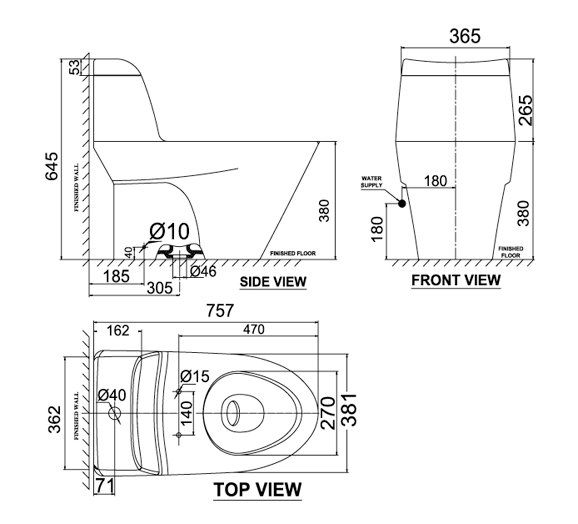 53
645
FINISHED WALL
Ø10
40
185
305
Ø46
380
FINISHED FLOOR
SIDE VIEW
365
265
WATER
SUPPLY
180
180
380
FINISHED
FLOOR
FRONT VIEW
757
162
470
362
FINISHED WALL
Ø40
Ø15
140
270
381
71
TOP VIEW